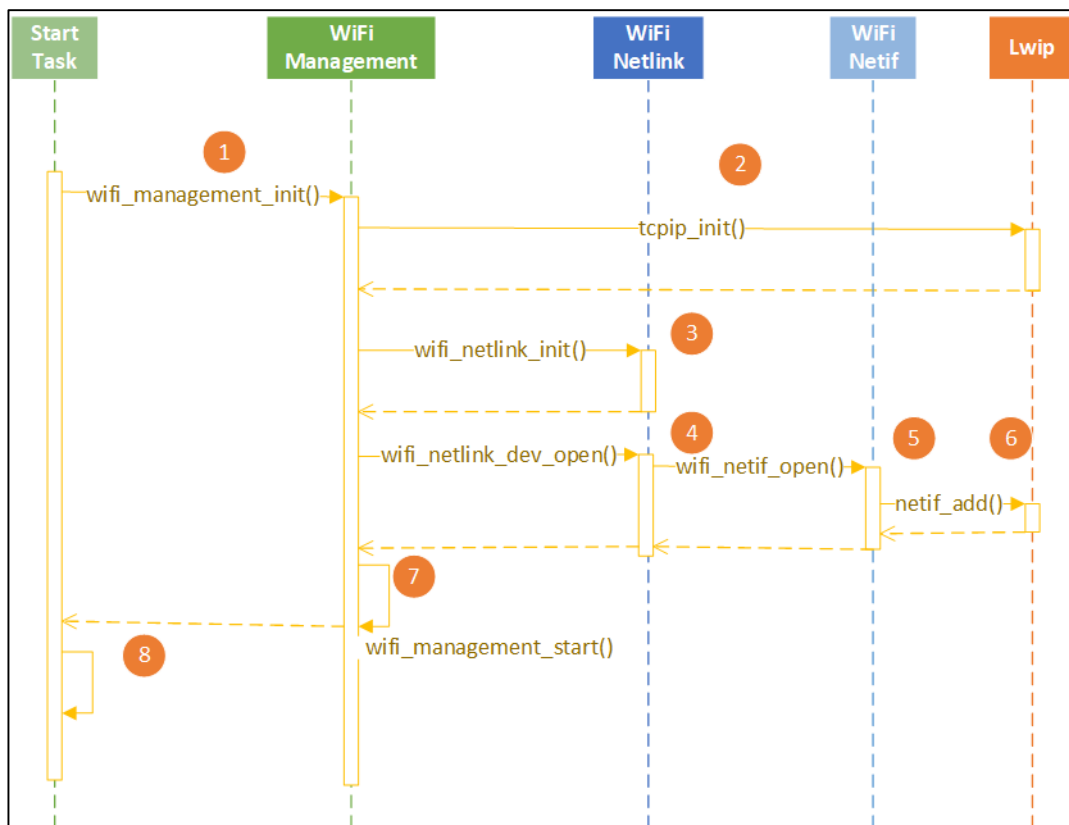 Start
Task
WiFi
Management
WiFi
Netlink
WiFi
Netif
Lwip
1
2
wifi_management_init()
tcpip_init()
3
wifi_netlink_init()
4
5
6
wifi_netlink_dev_open()
wifi_netif_open()
netif_add()
7
wifi_management_start()
8